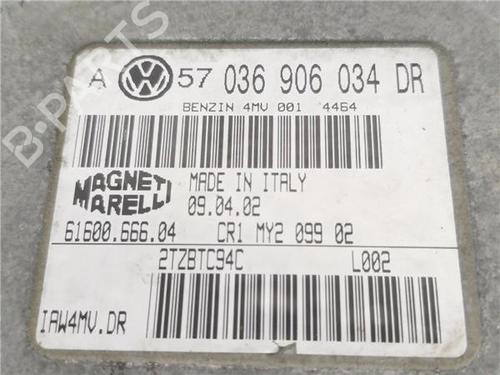 A VW 57 036 906 034 DR
BENZIN 4MV 001 4464
MAGNETI
MARELLI
MADE IN ITALY
09.04.02
61600.666.04 CR1 MY2 099 02
2TZBTC94C L002
IAW4MV.DR
B-PARTS